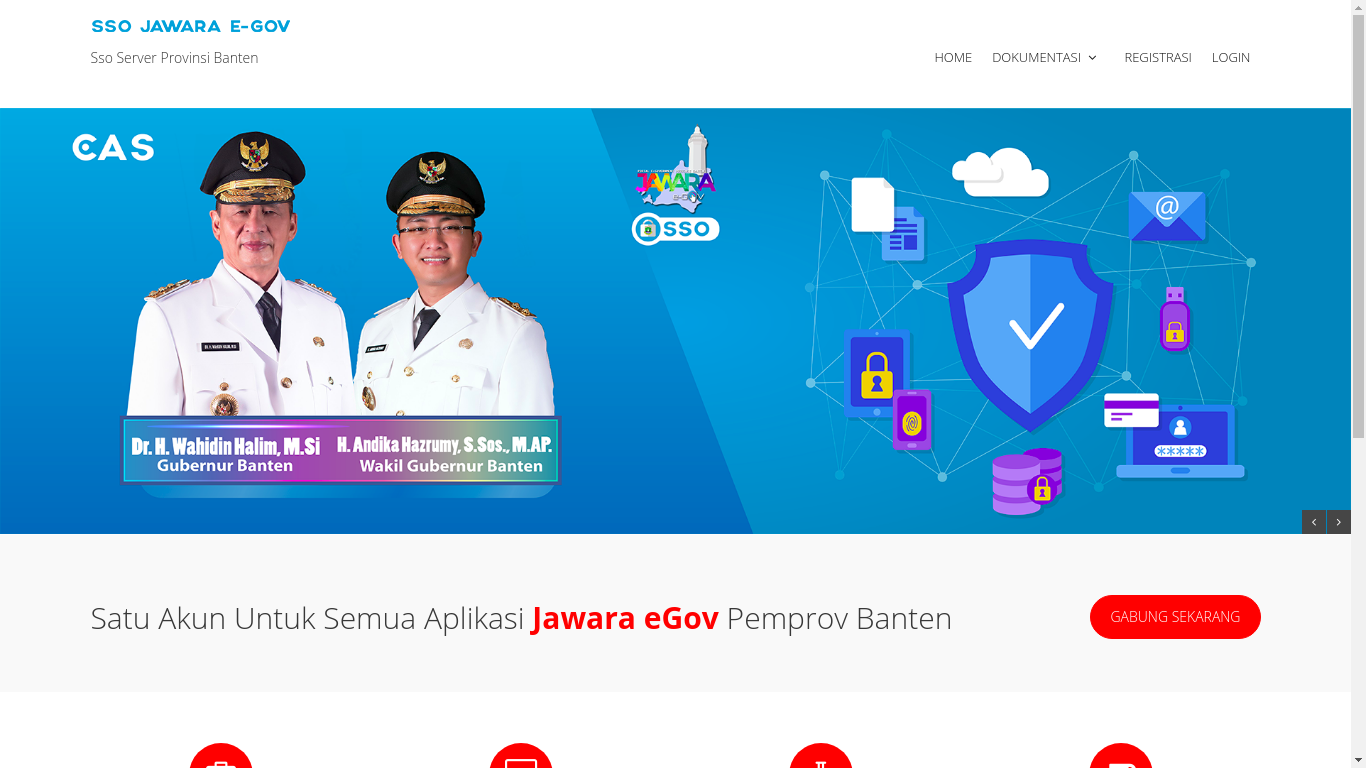 SSO JAWARA E-GOV
Sso Server Provinsi Banten
HOME
DOKUMENTASI
REGISTRASI
LOGIN
CAS
JAWARA
SSO
@
Dr. H. Wahidin Halim, M.Si
Gubernur Banten
H. Andika Hazrumy, S.Sos., M.AP.
Wakil Gubernur Banten
*****
Satu Akun Untuk Semua Aplikasi Jawara eGov Pemprov Banten
GABUNG SEKARANG